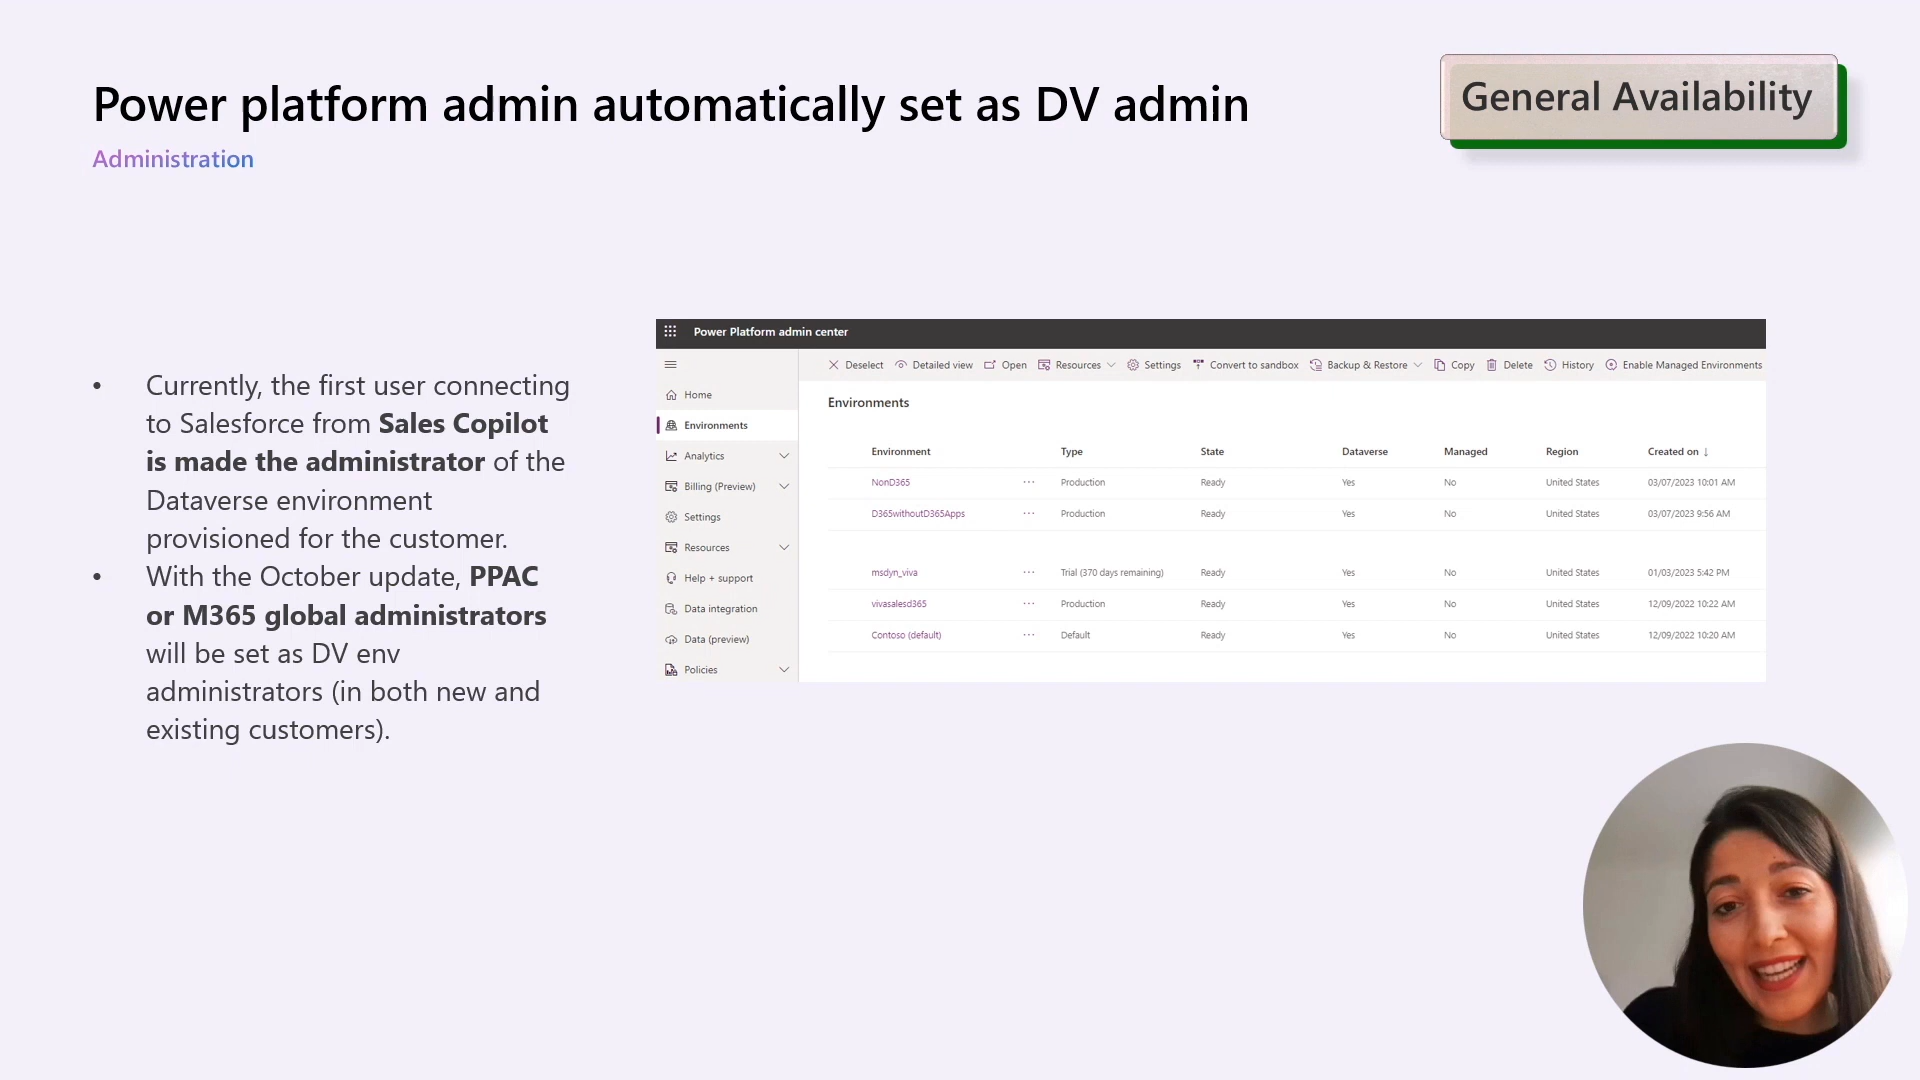 Power platform admin automatically set as DV admin
General Availability
Administration
• Currently, the first user connecting
to Salesforce from Sales Copilot
is made the administrator of the
Dataverse environment
provisioned for the customer.
• With the October update, PPAC
or M365 global administrators
will be set as DV env
administrators (in both new and
existing customers).
Power Platform admin center
Deselect Detailed view Open Resources Settings Convert to sandbox Backup & Restore Copy Delete History Enable Managed Environments
Home
Environments
Analytics
Billing (Preview)
Settings
Resources
Help + support
Data integration
Data (preview)
Policies
Environments
Environment Type State Dataverse Managed Region Created on ↓
NonD365 ··· Production Ready Yes No United States 03/07/2023 10:01 AM
D365withoutD365Apps ··· Production Ready Yes No United States 03/07/2023 9:56 AM
msdyn_viva ··· Trial (370 days remaining) Ready Yes No United States 01/03/2023 5:42 PM
vivasalesd365 ··· Production Ready Yes No United States 12/09/2022 10:22 AM
Contoso (default) ··· Default Ready Yes No United States 12/09/2022 10:20 AM